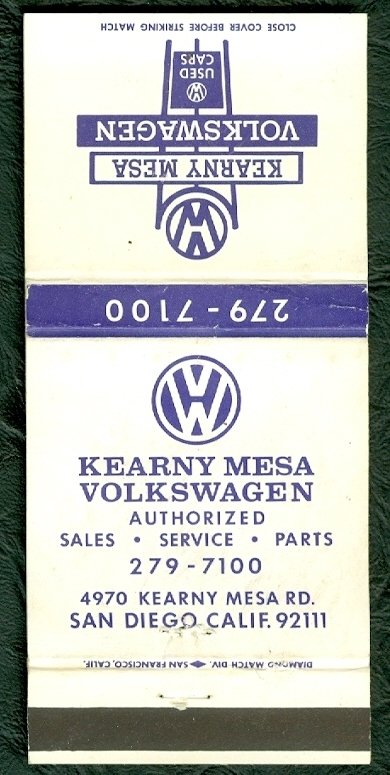 KEARNY MESA
VOLKSWAGEN
USED
CARS
CLOSE COVER BEFORE STRIKING MATCH
279-7100
KEARNY MESA
VOLKSWAGEN
AUTHORIZED
SALES • SERVICE • PARTS
279-7100
4970 KEARNY MESA RD.
SAN DIEGO CALIF. 92111
DIAMOND MATCH DIV. ◆ SAN FRANCISCO, CALIF.